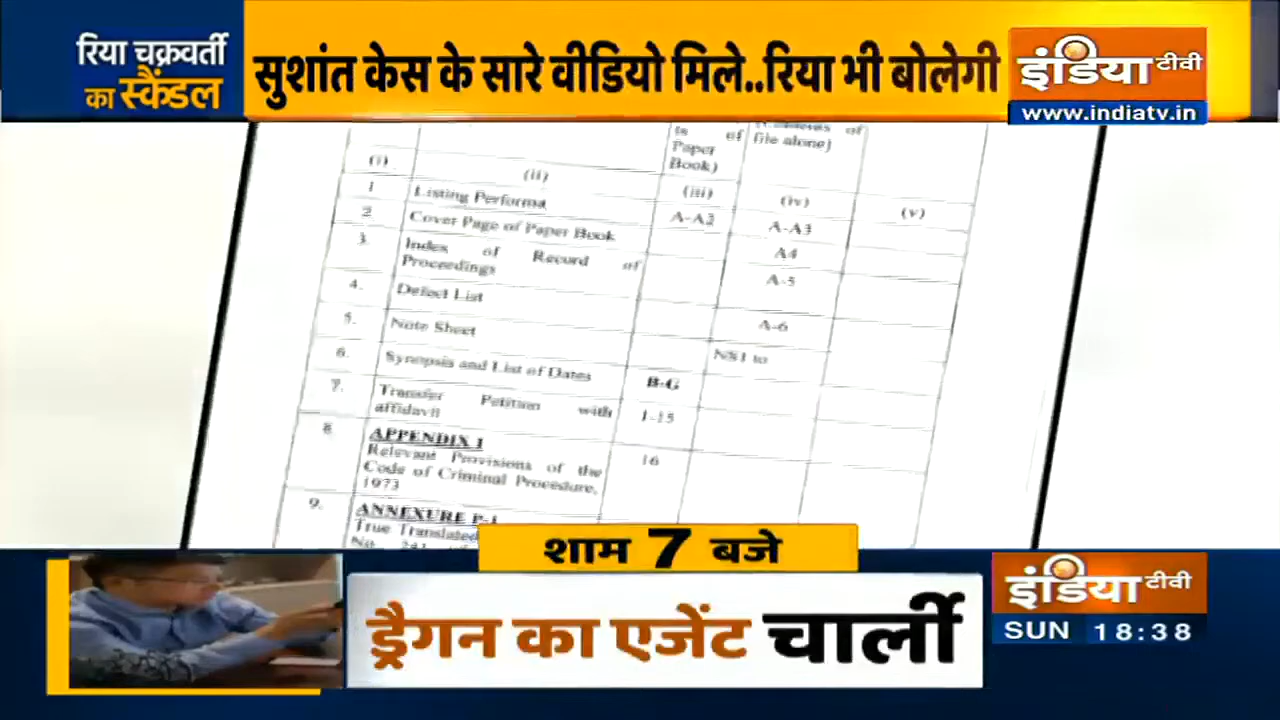 रिया चक्रवर्ती
का स्कैंडल
सुशांत केस के सारे वीडियो मिले..रिया भी बोलेगी
इंडिया टीवी
www.indiatv.in
of
Paper
Book)
of
file alone)
(i) (ii) (iii) (iv) (v)
1 Listing Performa A-A2 A-A3
2 Cover Page of Paper Book A4
3. Index of Record of
Proceedings A-5
4. Defect List A-6
5. Note Sheet NS1 to
6. Synopsis and List of Dates B-G
7. Transfer Petition with
affidavit 1-15
8 APPENDIX 1
Relevant Provisions of the
Code of Criminal Procedure,
1973 16
9. ANNEXURE P-1
True Translated
No.
शाम 7 बजे
ड्रैगन का एजेंट चार्ली
इंडिया टीवी
SUN 18:38